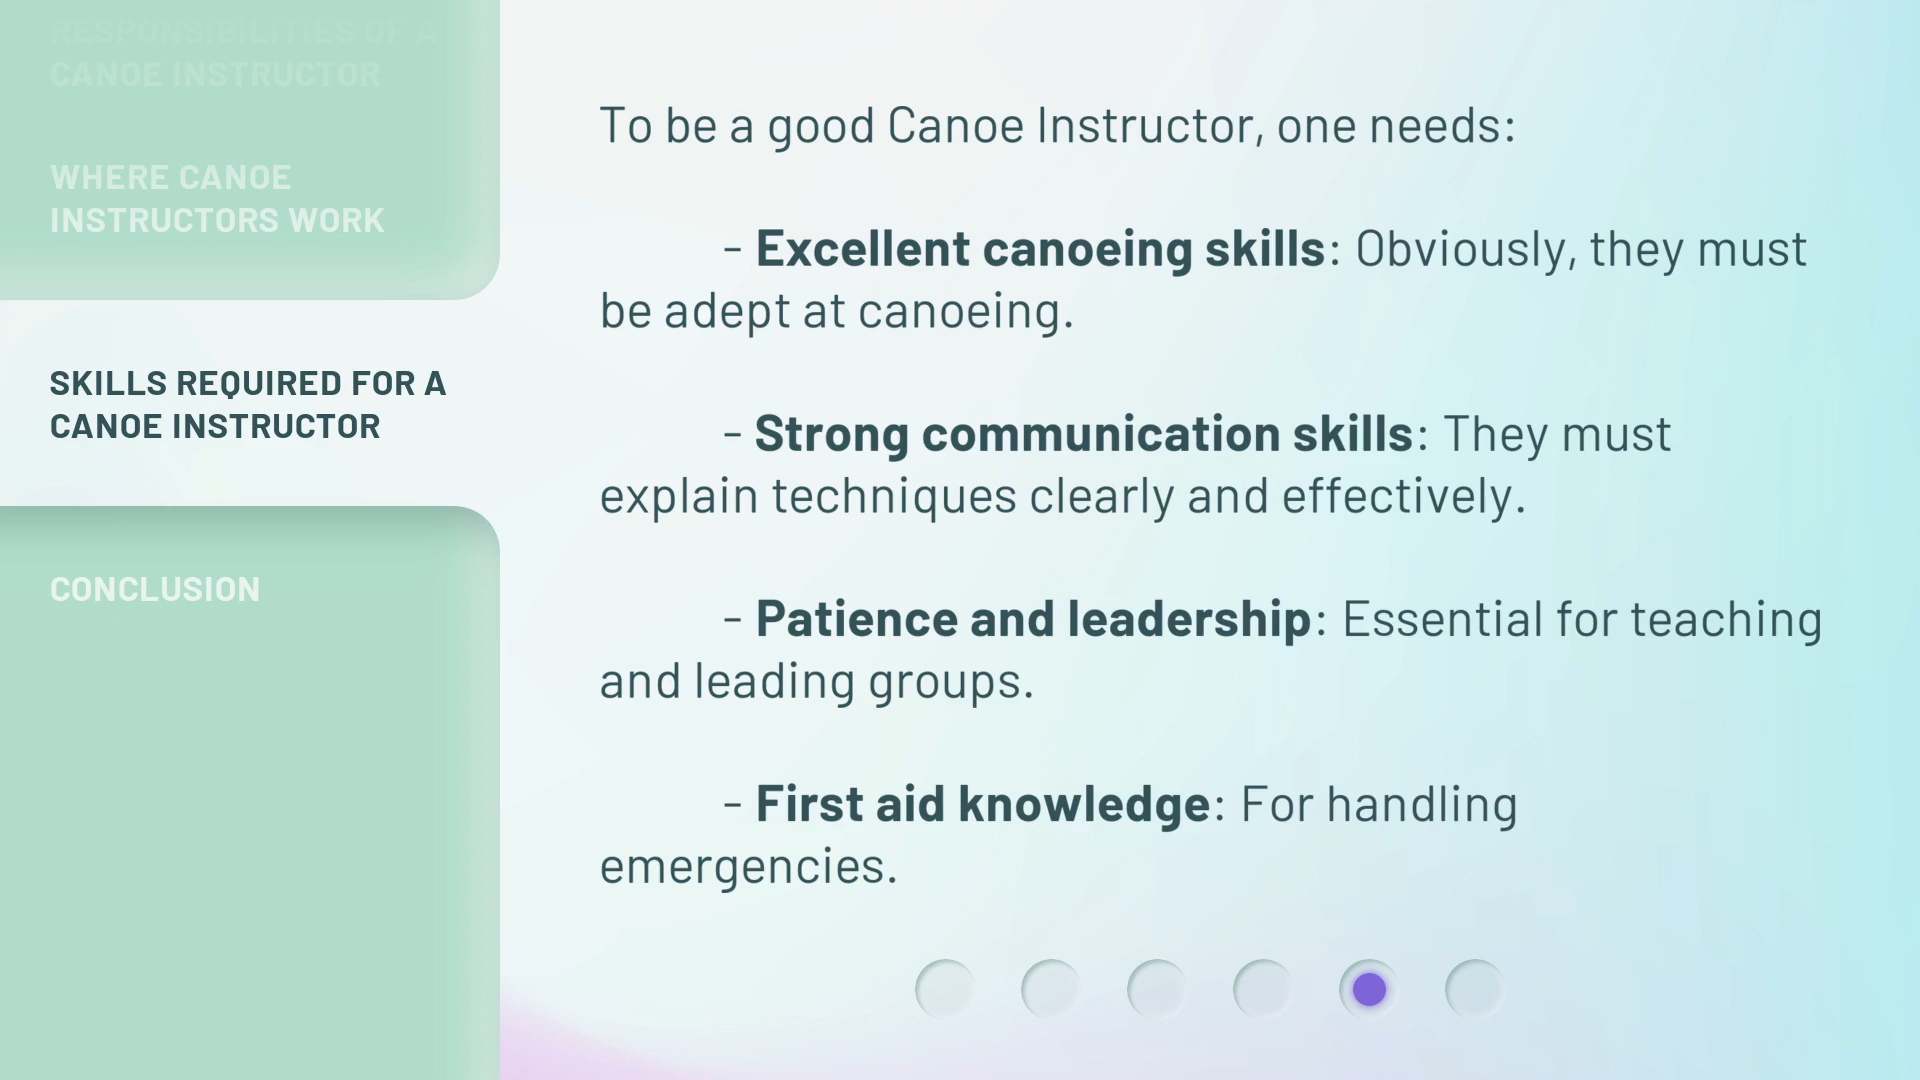 RESPONSIBILITIES OF A
CANOE INSTRUCTOR
WHERE CANOE
INSTRUCTORS WORK
SKILLS REQUIRED FOR A
CANOE INSTRUCTOR
CONCLUSION
To be a good Canoe Instructor, one needs:
- Excellent canoeing skills: Obviously, they must
be adept at canoeing.
- Strong communication skills: They must
explain techniques clearly and effectively.
- Patience and leadership: Essential for teaching
and leading groups.
- First aid knowledge: For handling
emergencies.